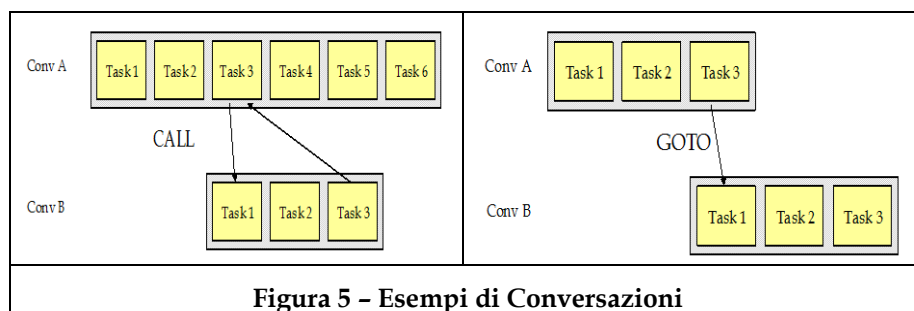 Conv A
Task 1 Task 2 Task 3 Task 4 Task 5 Task 6
CALL
Conv B
Task 1 Task 2 Task 3
Conv A
Task 1 Task 2 Task 3
GOTO
Conv B
Task 1 Task 2 Task 3
Figura 5 – Esempi di Conversazioni